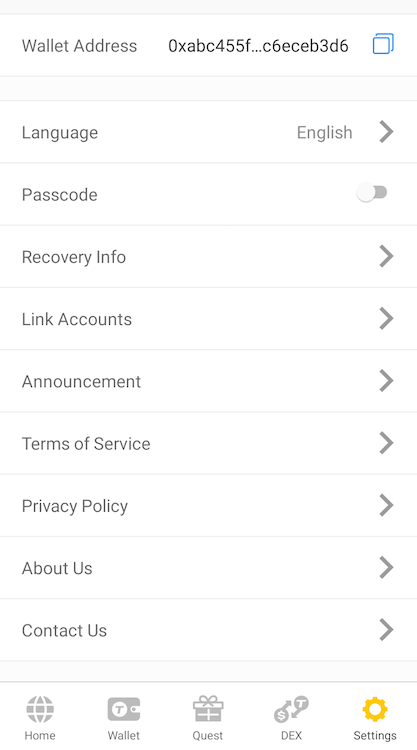 Wallet Address 0xabc455f...c6eceb3d6
Language English
Passcode
Recovery Info
Link Accounts
Announcement
Terms of Service
Privacy Policy
About Us
Contact Us
Home Wallet Quest DEX Settings